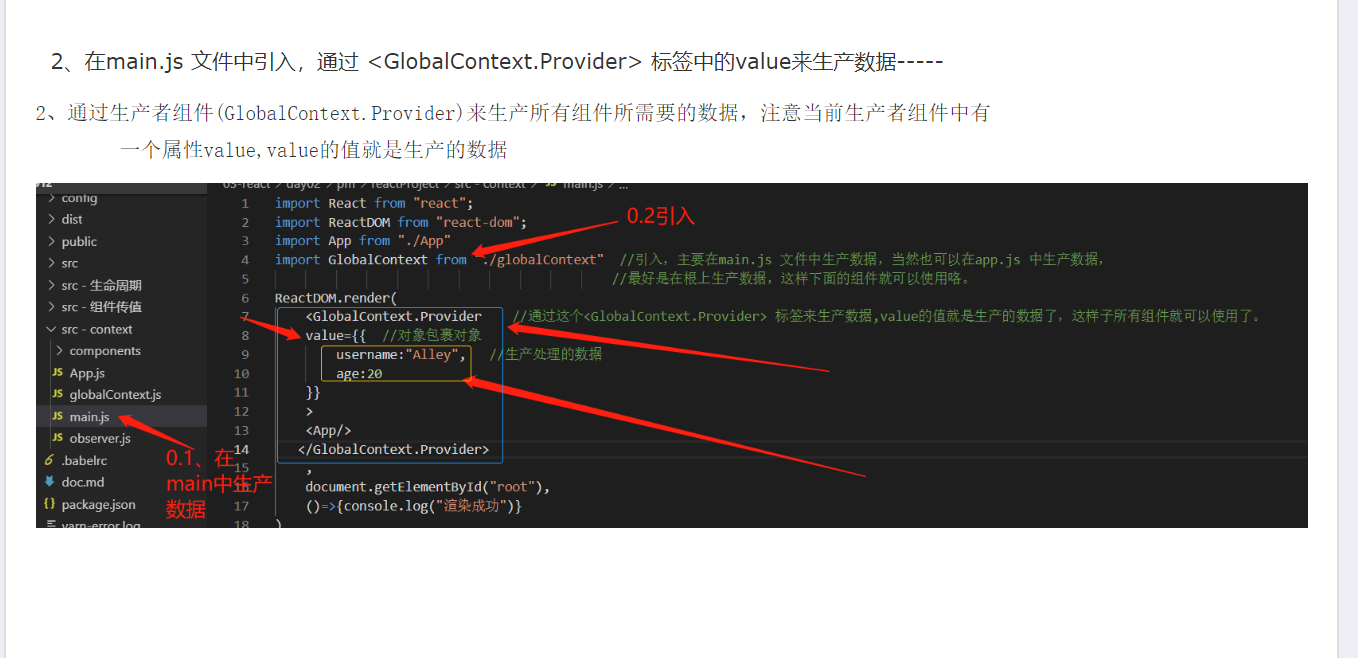 2、在main.js 文件中引入，通过 <GlobalContext.Provider> 标签中的value来生产数据-----
2、通过生产者组件(GlobalContext.Provider)来生产所有组件所需要的数据，注意当前生产者组件中有
一个属性value,value的值就是生产的数据
03-react > day02 > pm > reactProject > src - context > JS main.js > ...
config
dist
public
src
src - 生命周期
src - 组件传值
src - context
components
JS App.js
JS globalContext.js
JS main.js
JS observer.js
.babelrc
doc.md
{} package.json
yarn-error.log
1 import React from "react";
2 import ReactDOM from "react-dom";
3 import App from "./App"
4 import GlobalContext from "./globalContext" //引入，主要在main.js 文件中生产数据，当然也可以在app.js 中生产数据，
5 //最好是在根上生产数据，这样下面的组件就可以使用咯。
6 ReactDOM.render(
7 <GlobalContext.Provider //通过这个<GlobalContext.Provider> 标签来生产数据,value的值就是生产的数据了，这样子所有组件就可以使用了。
8 value={{ //对象包裹对象
9 username:"Alley", //生产处理的数据
10 age:20
11 }}
12 >
13 <App/>
14 </GlobalContext.Provider>
15 ,
document.getElementById("root"),
17 ()=>{console.log("渲染成功")}
18 )
0.2引入
0.1、在
main中生产
数据